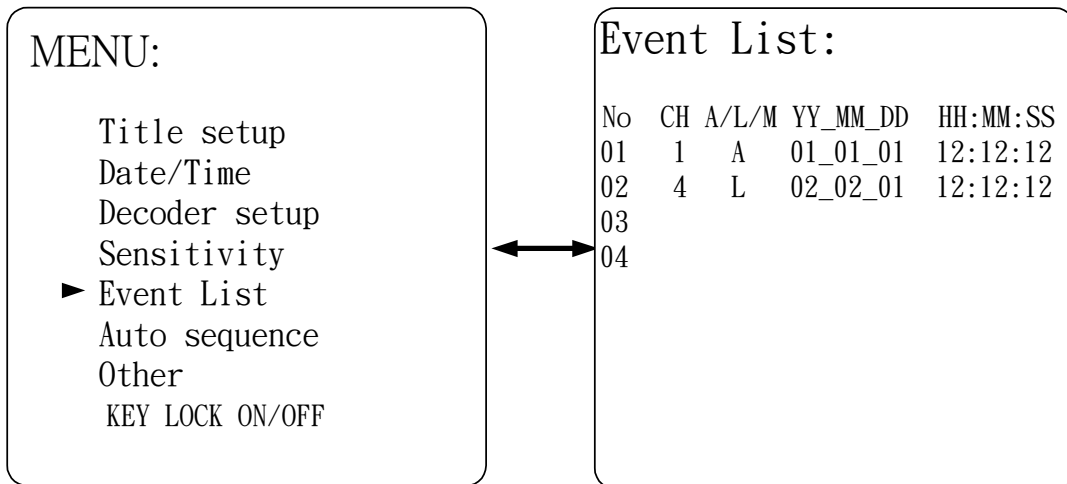 MENU:
Title setup
Date/Time
Decoder setup
Sensitivity
Event List
Auto sequence
Other
KEY LOCK ON/OFF
Event List:
No CH A/L/M YY_MM_DD HH:MM:SS
01 1 A 01_01_01 12:12:12
02 4 L 02_02_01 12:12:12
03
04